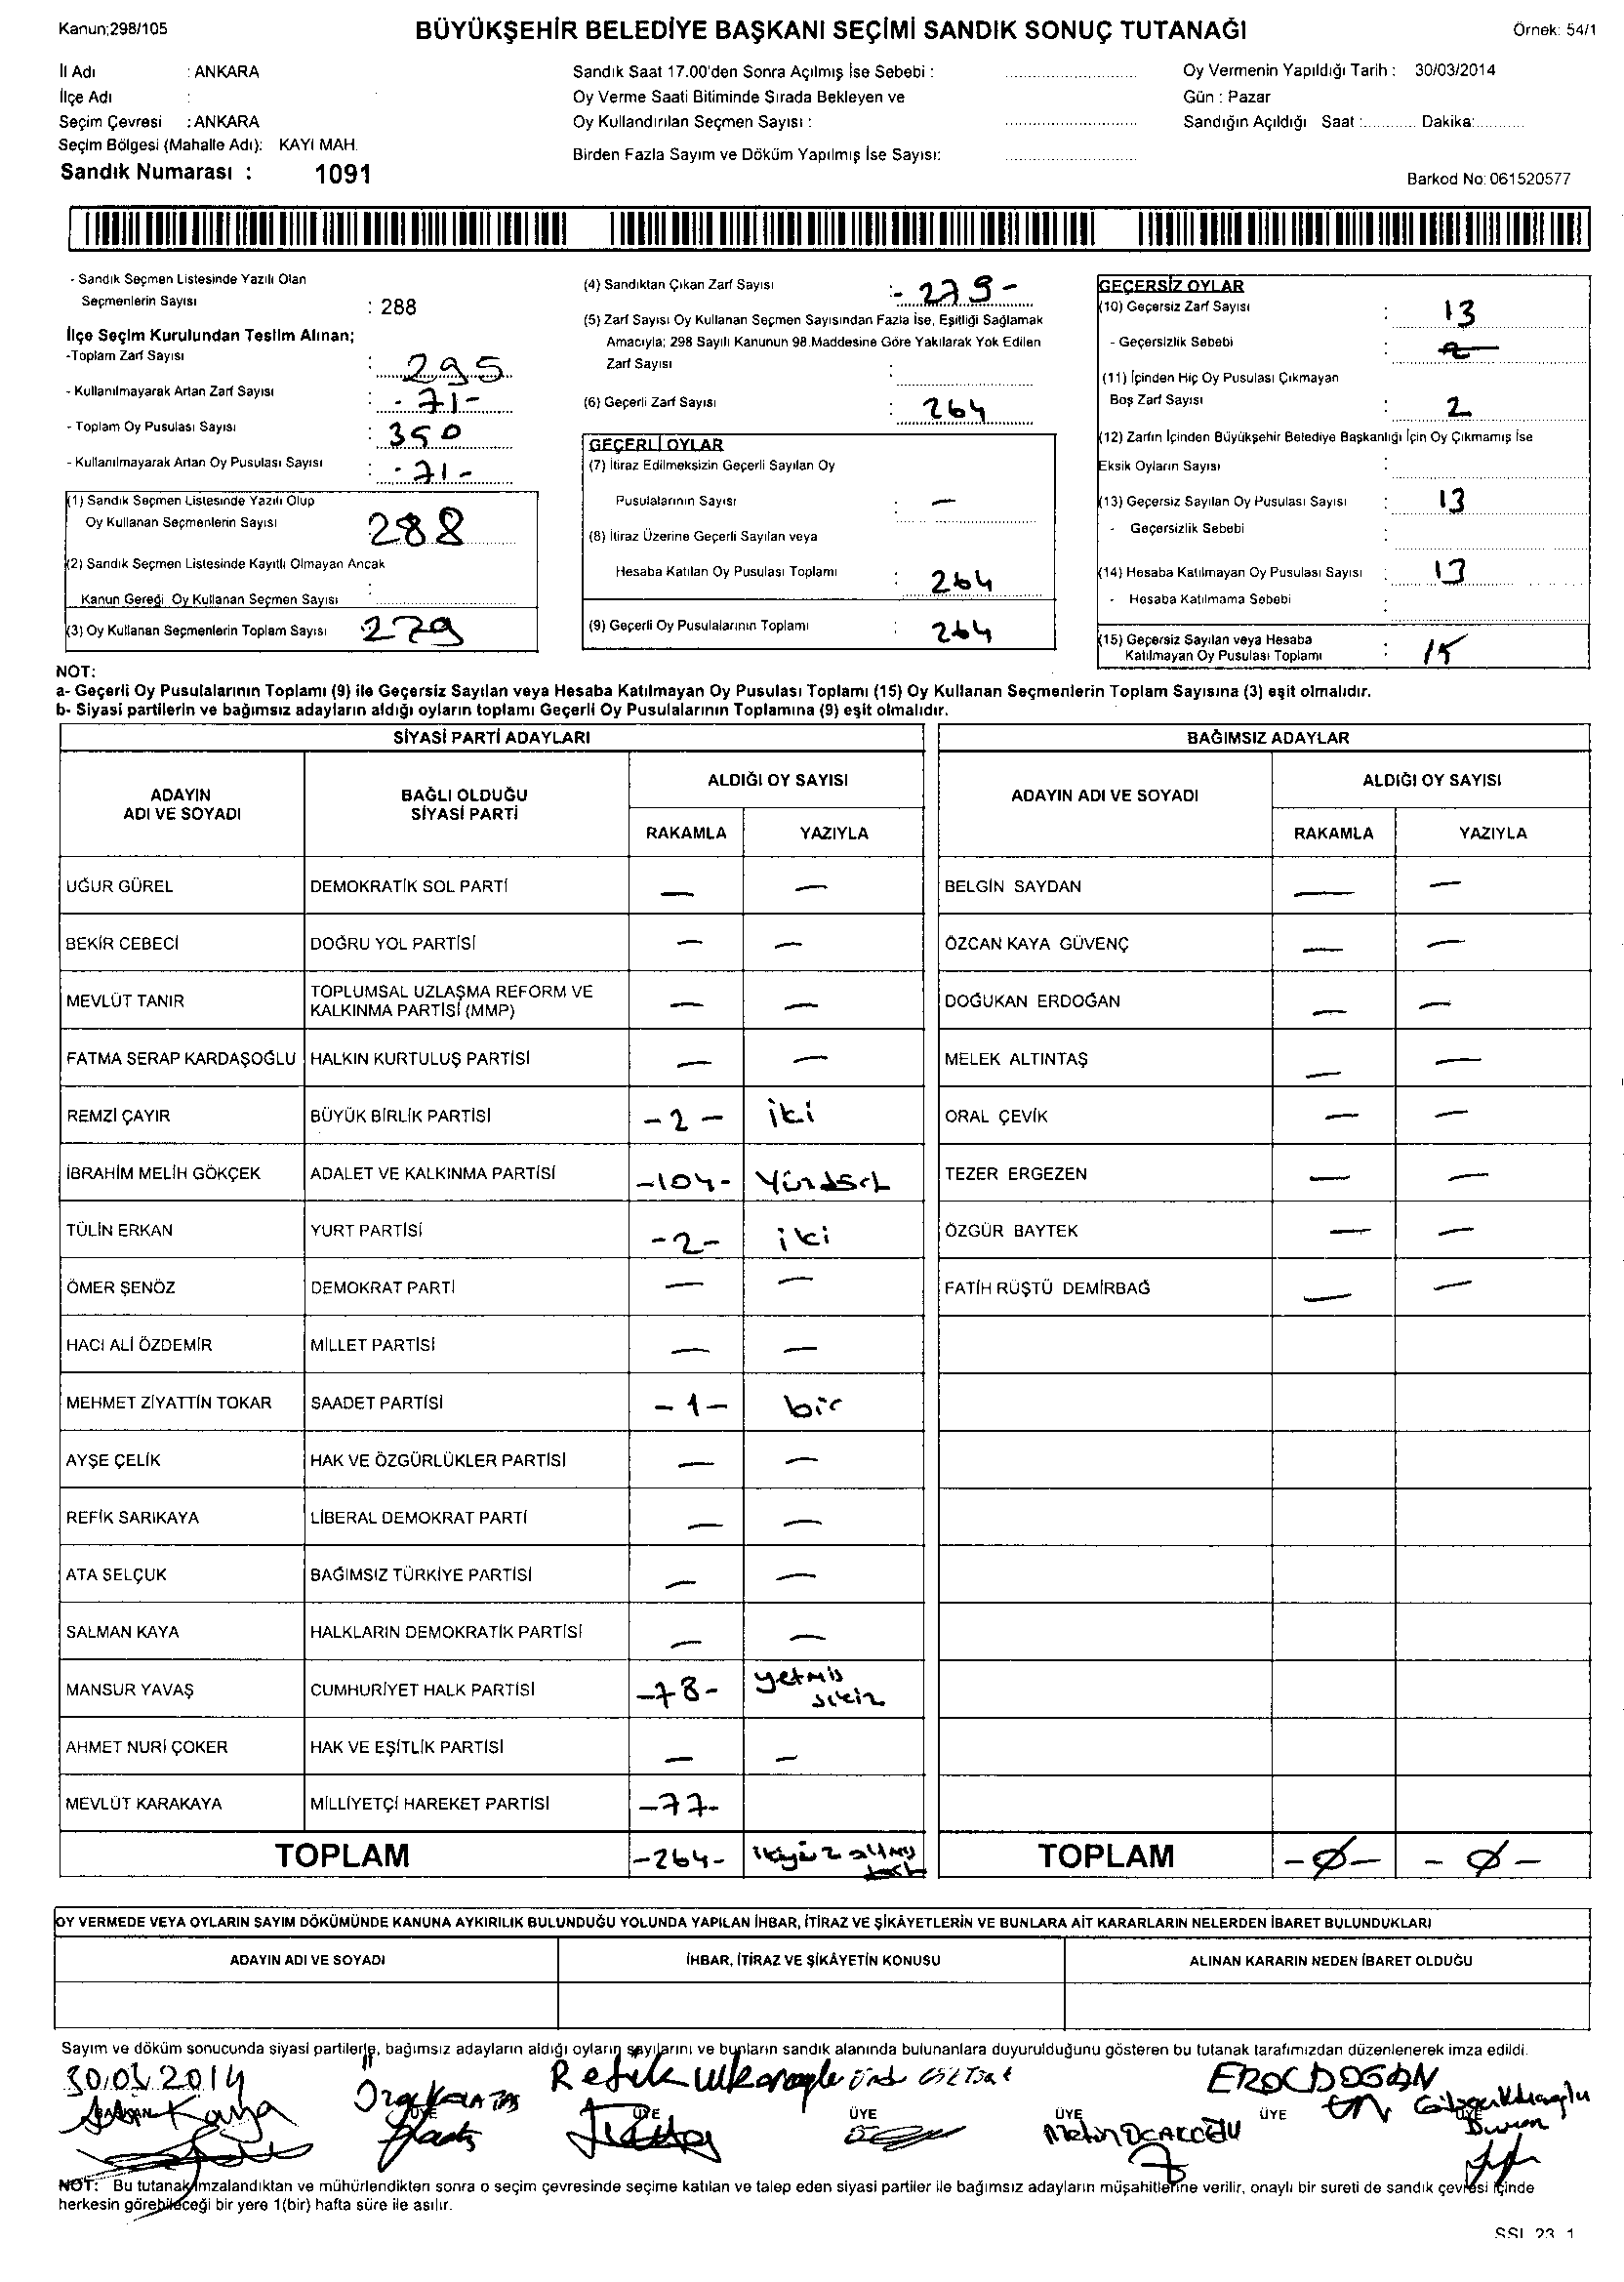 Kanun;298/105
BÜYÜKŞEHİR BELEDİYE BAŞKANI SEÇİMİ SANDIK SONUÇ TUTANAĞI
Örnek: 54/1
İl Adı : ANKARA
İlçe Adı :
Seçim Çevresi : ANKARA
Seçim Bölgesi (Mahalle Adı): KAYI MAH.
Sandık Numarası : 1091
Sandık Saat 17.00'den Sonra Açılmış İse Sebebi :
Oy Verme Saati Bitiminde Sırada Bekleyen ve
Oy Kullandırılan Seçmen Sayısı :
Birden Fazla Sayım ve Döküm Yapılmış İse Sayısı:
Oy Vermenin Yapıldığı Tarih : 30/03/2014
Gün : Pazar
Sandığın Açıldığı Saat :............ Dakika:...........
Barkod No: 061520577
- Sandık Seçmen Listesinde Yazılı Olan
Seçmenlerin Sayısı : 288
İlçe Seçim Kurulundan Teslim Alınan;
-Toplam Zarf Sayısı : 295
- Kullanılmayarak Artan Zarf Sayısı : - 71 -
- Toplam Oy Pusulası Sayısı : 350
- Kullanılmayarak Artan Oy Pusulası Sayısı : - 71 -
(1) Sandık Seçmen Listesinde Yazılı Olup
Oy Kullanan Seçmenlerin Sayısı 288
(2) Sandık Seçmen Listesinde Kayıtlı Olmayan Ancak
Kanun Gereği Oy Kullanan Seçmen Sayısı :
(3) Oy Kullanan Seçmenlerin Toplam Sayısı 279
(4) Sandıktan Çıkan Zarf Sayısı : - 279 -
(5) Zarf Sayısı Oy Kullanan Seçmen Sayısından Fazla İse, Eşitliği Sağlamak
Amacıyla; 298 Sayılı Kanunun 98.Maddesine Göre Yakılarak Yok Edilen
Zarf Sayısı :
(6) Geçerli Zarf Sayısı : 264
GEÇERLİ OYLAR
(7) İtiraz Edilmeksizin Geçerli Sayılan Oy
Pusulalarının Sayısı : —
(8) İtiraz Üzerine Geçerli Sayılan veya
Hesaba Katılan Oy Pusulası Toplamı : 264
(9) Geçerli Oy Pusulalarının Toplamı : 264
GEÇERSİZ OYLAR
(10) Geçersiz Zarf Sayısı : 13
- Geçersizlik Sebebi :
(11) İçinden Hiç Oy Pusulası Çıkmayan
Boş Zarf Sayısı : 2
(12) Zarfın İçinden Büyükşehir Belediye Başkanlığı İçin Oy Çıkmamış İse
Eksik Oyların Sayısı :
(13) Geçersiz Sayılan Oy Pusulası Sayısı : 13
- Geçersizlik Sebebi :
(14) Hesaba Katılmayan Oy Pusulası Sayısı : 13
- Hesaba Katılmama Sebebi :
(15) Geçersiz Sayılan veya Hesaba
Katılmayan Oy Pusulası Toplamı : 15
NOT:
a- Geçerli Oy Pusulalarının Toplamı (9) ile Geçersiz Sayılan veya Hesaba Katılmayan Oy Pusulası Toplamı (15) Oy Kullanan Seçmenlerin Toplam Sayısına (3) eşit olmalıdır.
b- Siyasi partilerin ve bağımsız adayların aldığı oyların toplamı Geçerli Oy Pusulalarının Toplamına (9) eşit olmalıdır.
SİYASİ PARTİ ADAYLARI
BAĞIMSIZ ADAYLAR
ADAYIN
ADI VE SOYADI
BAĞLI OLDUĞU
SİYASİ PARTİ
ALDIĞI OY SAYISI
RAKAMLA YAZIYLA
ADAYIN ADI VE SOYADI
ALDIĞI OY SAYISI
RAKAMLA YAZIYLA
UĞUR GÜREL DEMOKRATİK SOL PARTİ — — BELGİN SAYDAN — —
BEKİR CEBECİ DOĞRU YOL PARTİSİ — — ÖZCAN KAYA GÜVENÇ — —
MEVLÜT TANIR TOPLUMSAL UZLAŞMA REFORM VE
KALKINMA PARTİSİ (MMP) — — DOĞUKAN ERDOĞAN — —
FATMA SERAP KARDAŞOĞLU HALKIN KURTULUŞ PARTİSİ — — MELEK ALTINTAŞ — —
REMZİ ÇAYIR BÜYÜK BİRLİK PARTİSİ - 2 - iki ORAL ÇEVİK — —
İBRAHİM MELİH GÖKÇEK ADALET VE KALKINMA PARTİSİ -104- TEZER ERGEZEN — —
TÜLİN ERKAN YURT PARTİSİ -2- iki ÖZGÜR BAYTEK — —
ÖMER ŞENÖZ DEMOKRAT PARTİ — — FATİH RÜŞTÜ DEMİRBAĞ — —
HACI ALİ ÖZDEMİR MİLLET PARTİSİ — —
MEHMET ZİYATTİN TOKAR SAADET PARTİSİ - 1 - bir
AYŞE ÇELİK HAK VE ÖZGÜRLÜKLER PARTİSİ — —
REFİK SARIKAYA LİBERAL DEMOKRAT PARTİ — —
ATA SELÇUK BAĞIMSIZ TÜRKİYE PARTİSİ — —
SALMAN KAYA HALKLARIN DEMOKRATİK PARTİSİ — —
MANSUR YAVAŞ CUMHURİYET HALK PARTİSİ -78- yetmiş
sekiz
AHMET NURİ ÇOKER HAK VE EŞİTLİK PARTİSİ — —
MEVLÜT KARAKAYA MİLLİYETÇİ HAREKET PARTİSİ -77-
TOPLAM -264- ikiyüz altmış TOPLAM -Ø- -Ø-
OY VERMEDE VEYA OYLARIN SAYIM DÖKÜMÜNDE KANUNA AYKIRILIK BULUNDUĞU YOLUNDA YAPILAN İHBAR, İTİRAZ VE ŞİKÂYETLERİN VE BUNLARA AİT KARARLARIN NELERDEN İBARET BULUNDUKLARI
ADAYIN ADI VE SOYADI İHBAR, İTİRAZ VE ŞİKÂYETİN KONUSU ALINAN KARARIN NEDEN İBARET OLDUĞU
Sayım ve döküm sonucunda siyasi partilerle, bağımsız adayların aldığı oyların sayılarını ve bunların sandık alanında bulunanlara duyurulduğunu gösteren bu tutanak tarafımızdan düzenlenerek imza edildi.
30.03.2014 Refik EROL DOĞAN
BAŞKAN Kaya ÜYE ÜYE ÜYE ÜYE ÜYE ÜYE
Metin
NOT: Bu tutanak imzalandıktan ve mühürlendikten sonra o seçim çevresinde seçime katılan ve talep eden siyasi partiler ile bağımsız adayların müşahitlerine verilir, onaylı bir sureti de sandık çevresi içinde
herkesin görebileceği bir yere 1(bir) hafta süre ile asılır.